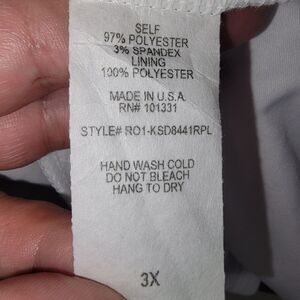 SELF
97% POLYESTER
3% SPANDEX
LINING
100% POLYESTER
MADE IN U.S.A.
RN# 101331
STYLE# RO1-KSD8441RPL
HAND WASH COLD
DO NOT BLEACH
HANG TO DRY
3X